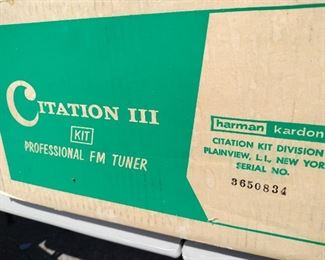 CITATION III
KIT
PROFESSIONAL FM TUNER
harman kardon
CITATION KIT DIVISION
PLAINVIEW, L.I., NEW YORK
SERIAL NO.
3650834